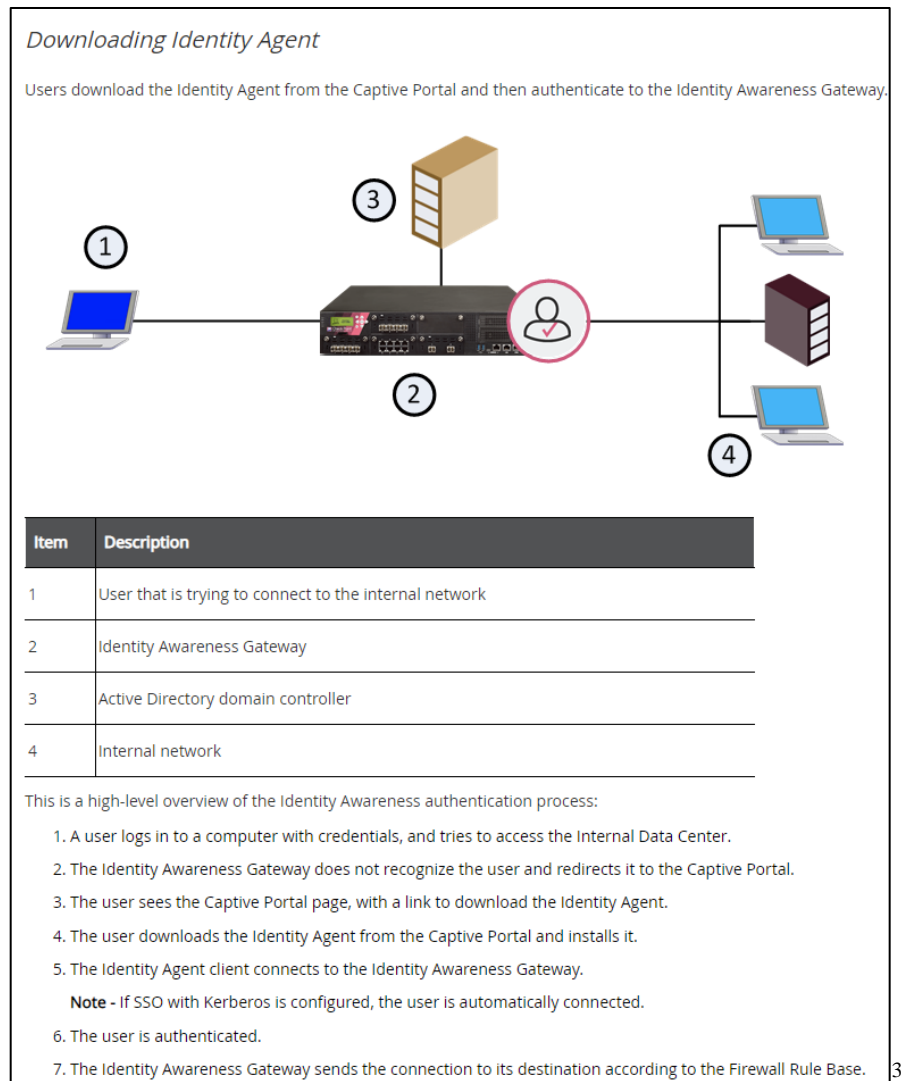 Downloading Identity Agent
Users download the Identity Agent from the Captive Portal and then authenticate to the Identity Awareness Gateway.
3
1
2
4
Item Description
1 User that is trying to connect to the internal network
2 Identity Awareness Gateway
3 Active Directory domain controller
4 Internal network
This is a high-level overview of the Identity Awareness authentication process:
1. A user logs in to a computer with credentials, and tries to access the Internal Data Center.
2. The Identity Awareness Gateway does not recognize the user and redirects it to the Captive Portal.
3. The user sees the Captive Portal page, with a link to download the Identity Agent.
4. The user downloads the Identity Agent from the Captive Portal and installs it.
5. The Identity Agent client connects to the Identity Awareness Gateway.
Note - If SSO with Kerberos is configured, the user is automatically connected.
6. The user is authenticated.
7. The Identity Awareness Gateway sends the connection to its destination according to the Firewall Rule Base.
3